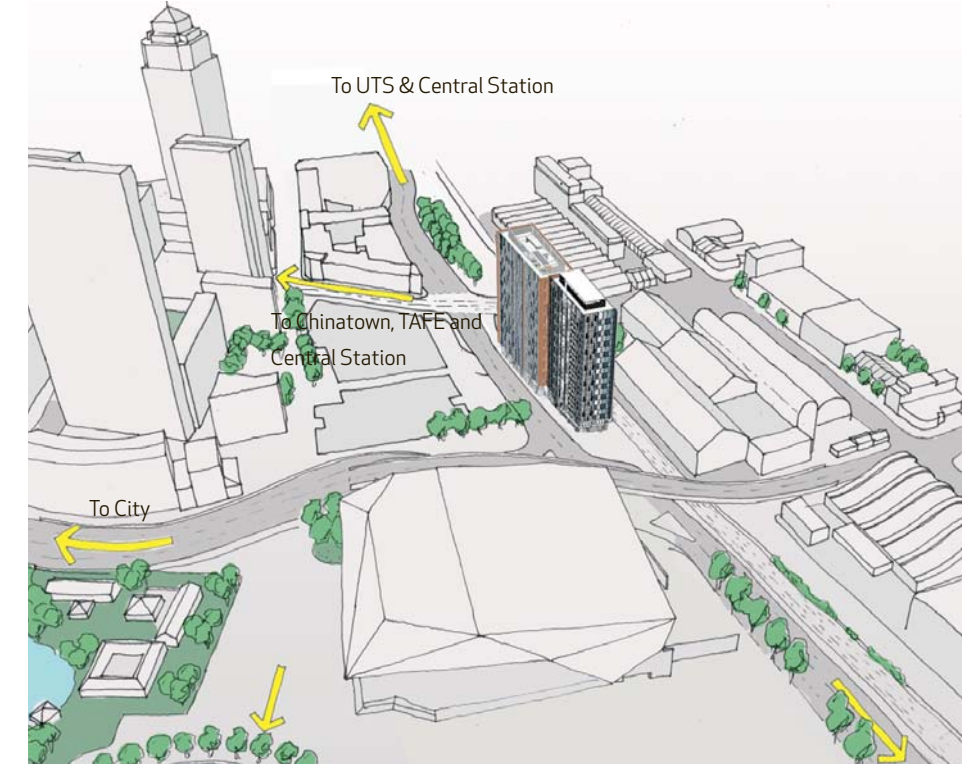 To UTS & Central Station
To Chinatown, TAFE and
Central Station
To City